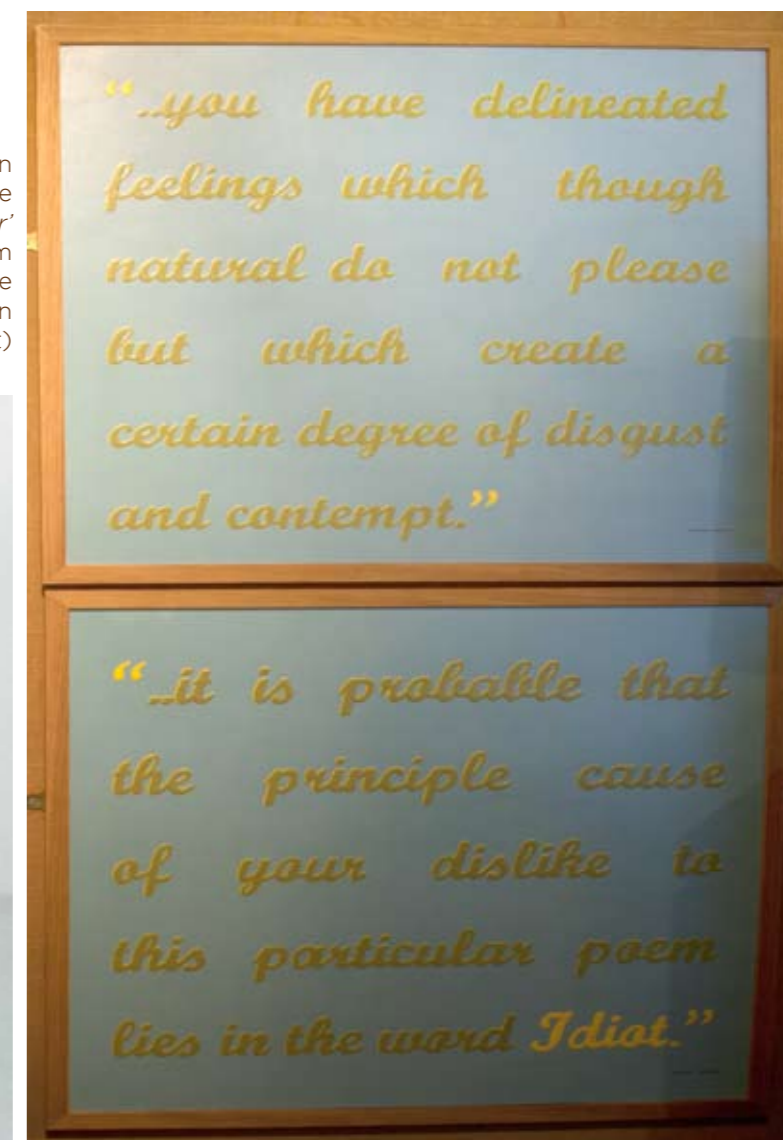 “...you have delineated
feelings which though
natural do not please
but which create a
certain degree of disgust
and contempt.”
“...it is probable that
the principle cause
of your dislike to
this particular poem
lies in the word Idiot.”